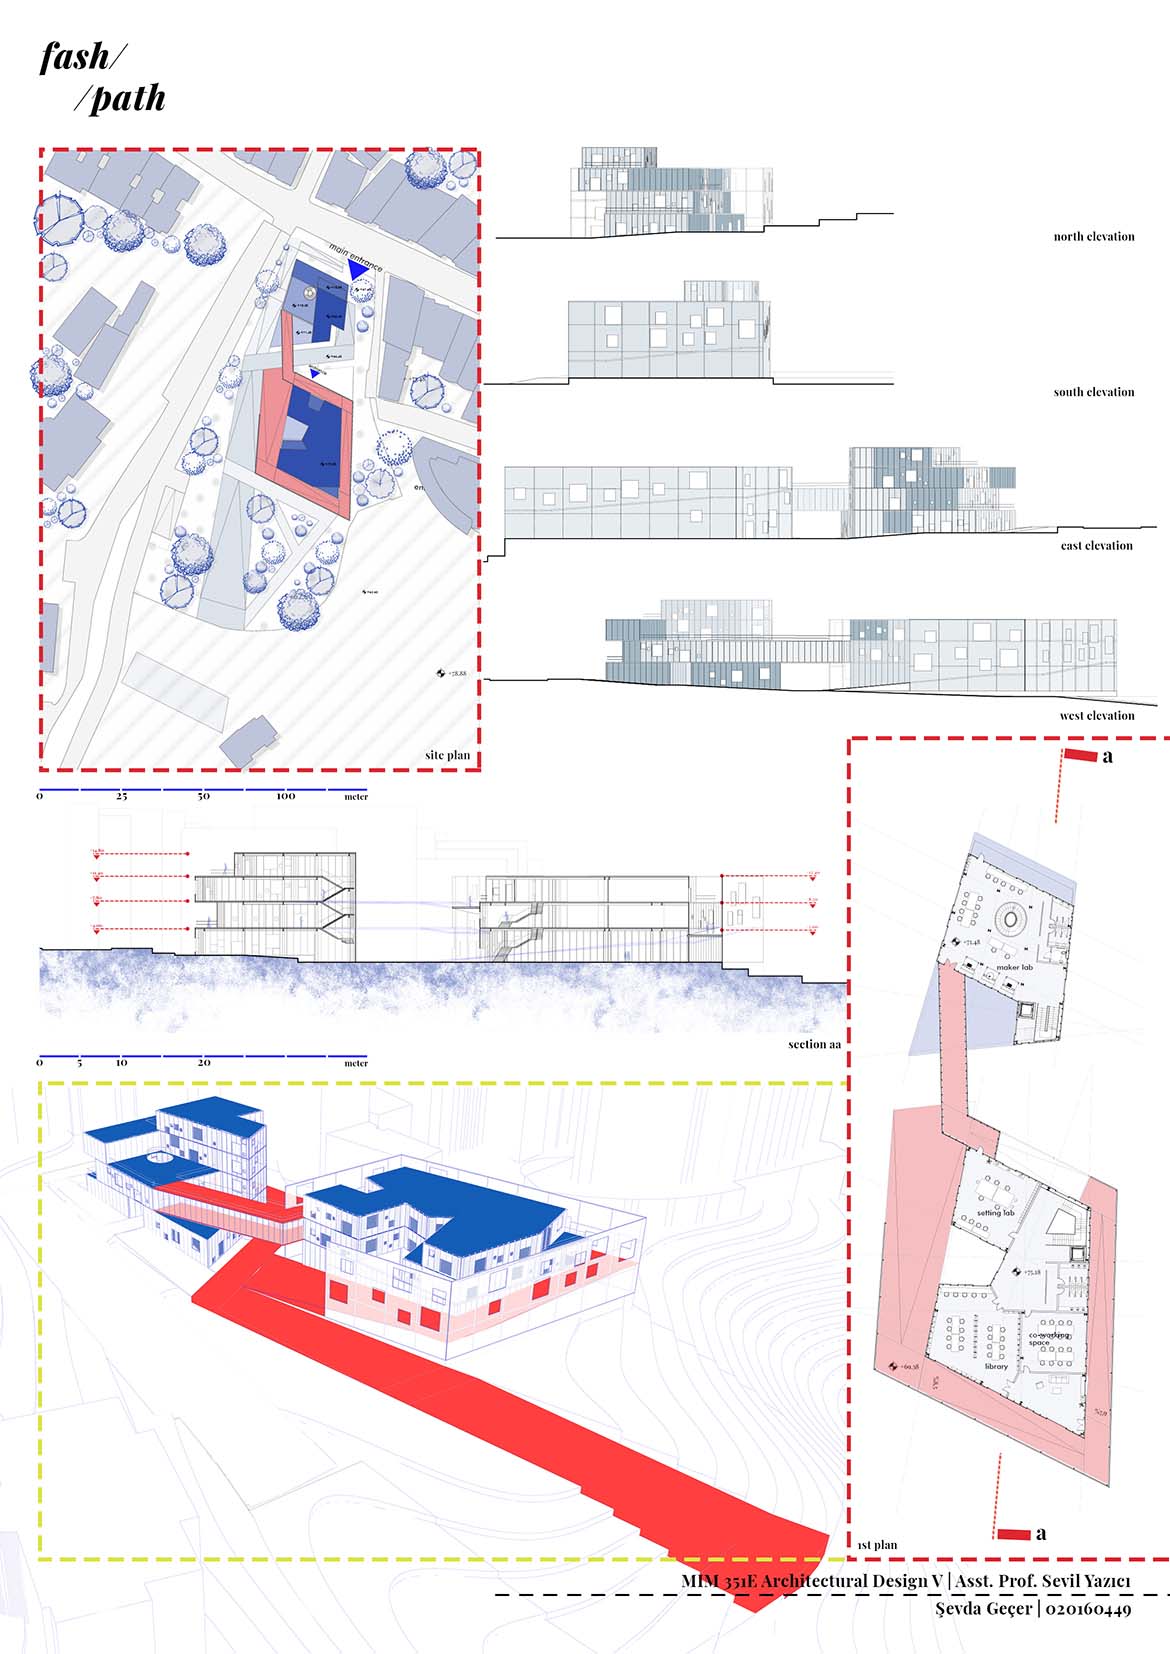 fash/
/path
main entrance
+78.88
site plan
0 25 50 100 meter
north elevation
south elevation
east elevation
west elevation
section aa
0 5 10 20 meter
a
+71.48
maker lab
setting lab
+75.18
co-working
space
library
+69.38
a
1st plan
MIM 351E Architectural Design V | Asst. Prof. Sevil Yazıcı
Şevda Geçer | 020160449